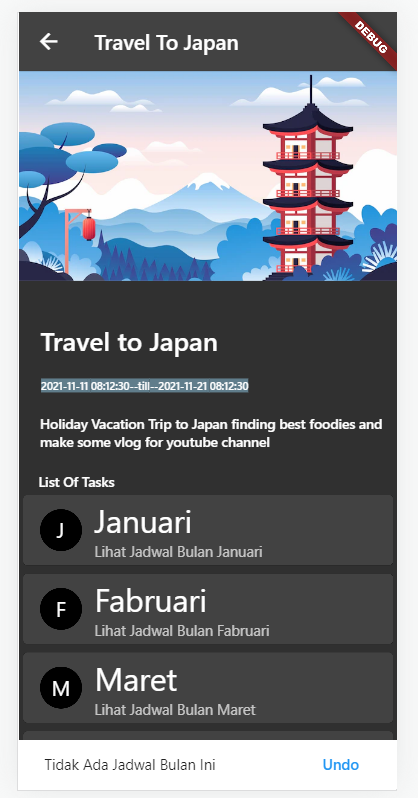 Travel To Japan
DEBUG
Travel to Japan
2021-11-11 08:12:30--till--2021-11-21 08:12:30
Holiday Vacation Trip to Japan finding best foodies and
make some vlog for youtube channel
List Of Tasks
J
Januari
Lihat Jadwal Bulan Januari
F
Fabruari
Lihat Jadwal Bulan Fabruari
M
Maret
Lihat Jadwal Bulan Maret
Tidak Ada Jadwal Bulan Ini
Undo